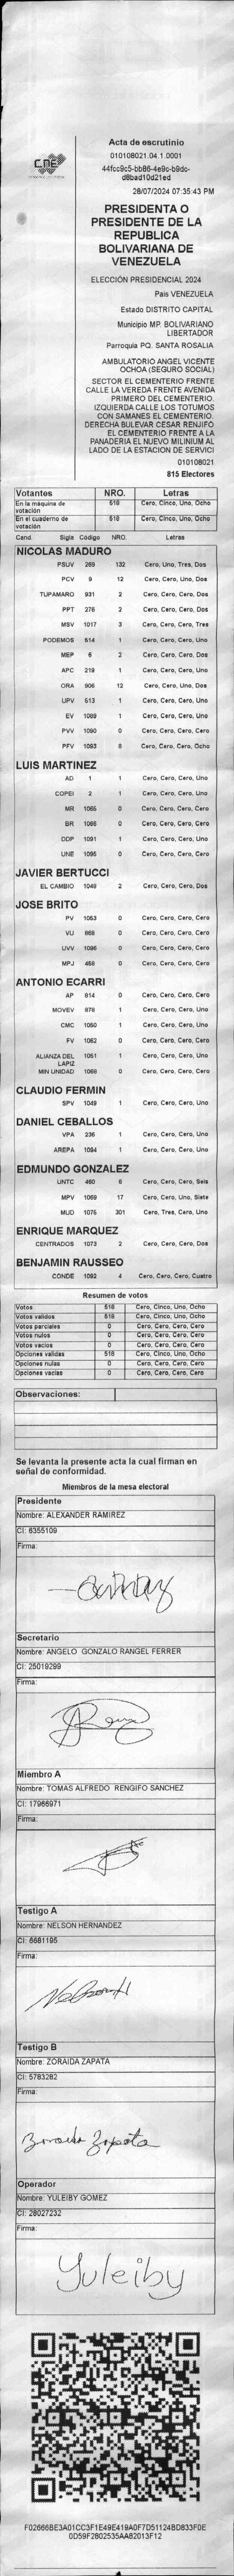 CNE
Acta de escrutinio
010108021.04.1.0001
44fcc9c5-bb86-4e9c-b9dc-
d8bad10d21ed
28/07/2024 07:35:43 PM
PRESIDENTA O
PRESIDENTE DE LA
REPUBLICA
BOLIVARIANA DE
VENEZUELA
ELECCIÓN PRESIDENCIAL 2024
Pais VENEZUELA
Estado DISTRITO CAPITAL
Municipio MP. BOLIVARIANO
LIBERTADOR
Parroquia PQ. SANTA ROSALIA
AMBULATORIO ANGEL VICENTE
OCHOA (SEGURO SOCIAL)
SECTOR EL CEMENTERIO FRENTE
CALLE LA VEREDA FRENTE AVENIDA
PRIMERO DEL CEMENTERIO.
IZQUIERDA CALLE LOS TOTUMOS
CON SAMANES EL CEMENTERIO.
DERECHA BULEVAR CESAR RENJIFO
EL CEMENTERIO FRENTE A LA
PANADERIA EL NUEVO MILINIUM AL
LADO DE LA ESTACION DE SERVICI
010108021
815 Electores
Votantes NRO. Letras
En la máquina de votación 518 Cero, Cinco, Uno, Ocho
En el cuaderno de votación 518 Cero, Cinco, Uno, Ocho
Cand. Sigla Código NRO. Letras
NICOLAS MADURO
PSUV 269 132 Cero, Uno, Tres, Dos
PCV 9 12 Cero, Cero, Uno, Dos
TUPAMARO 931 2 Cero, Cero, Cero, Dos
PPT 276 2 Cero, Cero, Cero, Dos
MSV 1017 3 Cero, Cero, Cero, Tres
PODEMOS 514 1 Cero, Cero, Cero, Uno
MEP 6 2 Cero, Cero, Cero, Dos
APC 219 1 Cero, Cero, Cero, Uno
ORA 906 12 Cero, Cero, Uno, Dos
UPV 513 1 Cero, Cero, Cero, Uno
EV 1089 1 Cero, Cero, Cero, Uno
PVV 1090 0 Cero, Cero, Cero, Cero
PFV 1093 8 Cero, Cero, Cero, Ocho
LUIS MARTINEZ
AD 1 1 Cero, Cero, Cero, Uno
COPEI 2 1 Cero, Cero, Cero, Uno
MR 1065 0 Cero, Cero, Cero, Cero
BR 1066 0 Cero, Cero, Cero, Cero
DDP 1091 1 Cero, Cero, Cero, Uno
UNE 1095 0 Cero, Cero, Cero, Cero
JAVIER BERTUCCI
EL CAMBIO 1049 2 Cero, Cero, Cero, Dos
JOSE BRITO
PV 1053 0 Cero, Cero, Cero, Cero
VU 868 0 Cero, Cero, Cero, Cero
UVV 1096 0 Cero, Cero, Cero, Cero
MPJ 458 0 Cero, Cero, Cero, Cero
ANTONIO ECARRI
AP 814 0 Cero, Cero, Cero, Cero
MOVEV 978 1 Cero, Cero, Cero, Uno
CMC 1050 1 Cero, Cero, Cero, Uno
FV 1062 0 Cero, Cero, Cero, Cero
ALIANZA DEL LAPIZ 1051 1 Cero, Cero, Cero, Uno
MIN UNIDAD 1068 0 Cero, Cero, Cero, Cero
CLAUDIO FERMIN
SPV 1048 1 Cero, Cero, Cero, Uno
DANIEL CEBALLOS
VPA 236 1 Cero, Cero, Cero, Uno
AREPA 1094 1 Cero, Cero, Cero, Uno
EDMUNDO GONZALEZ
UNTC 460 6 Cero, Cero, Cero, Seis
MPV 1069 17 Cero, Cero, Uno, Siete
MUD 1075 301 Cero, Tres, Cero, Uno
ENRIQUE MARQUEZ
CENTRADOS 1073 2 Cero, Cero, Cero, Dos
BENJAMIN RAUSSEO
CONDE 1092 4 Cero, Cero, Cero, Cuatro
Resumen de votos
Votos 518 Cero, Cinco, Uno, Ocho
Votos validos 518 Cero, Cinco, Uno, Ocho
Votos parciales 0 Cero, Cero, Cero, Cero
Votos nulos 0 Cero, Cero, Cero, Cero
Votos vacios 0 Cero, Cero, Cero, Cero
Opciones validas 518 Cero, Cinco, Uno, Ocho
Opciones nulas 0 Cero, Cero, Cero, Cero
Opciones vacias 0 Cero, Cero, Cero, Cero
Observaciones:
Se levanta la presente acta la cual firman en
señal de conformidad.
Miembros de la mesa electoral
Presidente
Nombre: ALEXANDER RAMIREZ
CI: 6355109
Firma:
Secretario
Nombre: ANGELO GONZALO RANGEL FERRER
CI: 25019299
Firma:
Miembro A
Nombre: TOMAS ALFREDO RENGIFO SANCHEZ
CI: 17966971
Firma:
Testigo A
Nombre: NELSON HERNANDEZ
CI: 6681195
Firma:
Nelson H
Testigo B
Nombre: ZORAIDA ZAPATA
CI: 5783282
Firma:
Zoraida Zapata
Operador
Nombre: YULEIBY GOMEZ
CI: 28027232
Firma:
Yuleiby
F02666BE3A01CC3F1E49E419A0F7D51124BD833F0E
0D59F2802535AA82013F12